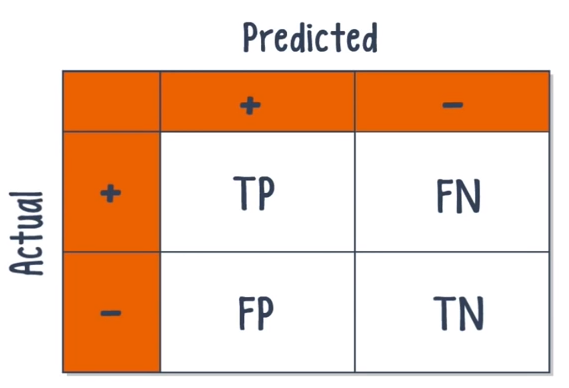 Predicted
+ −
Actual
+ TP FN
− FP TN